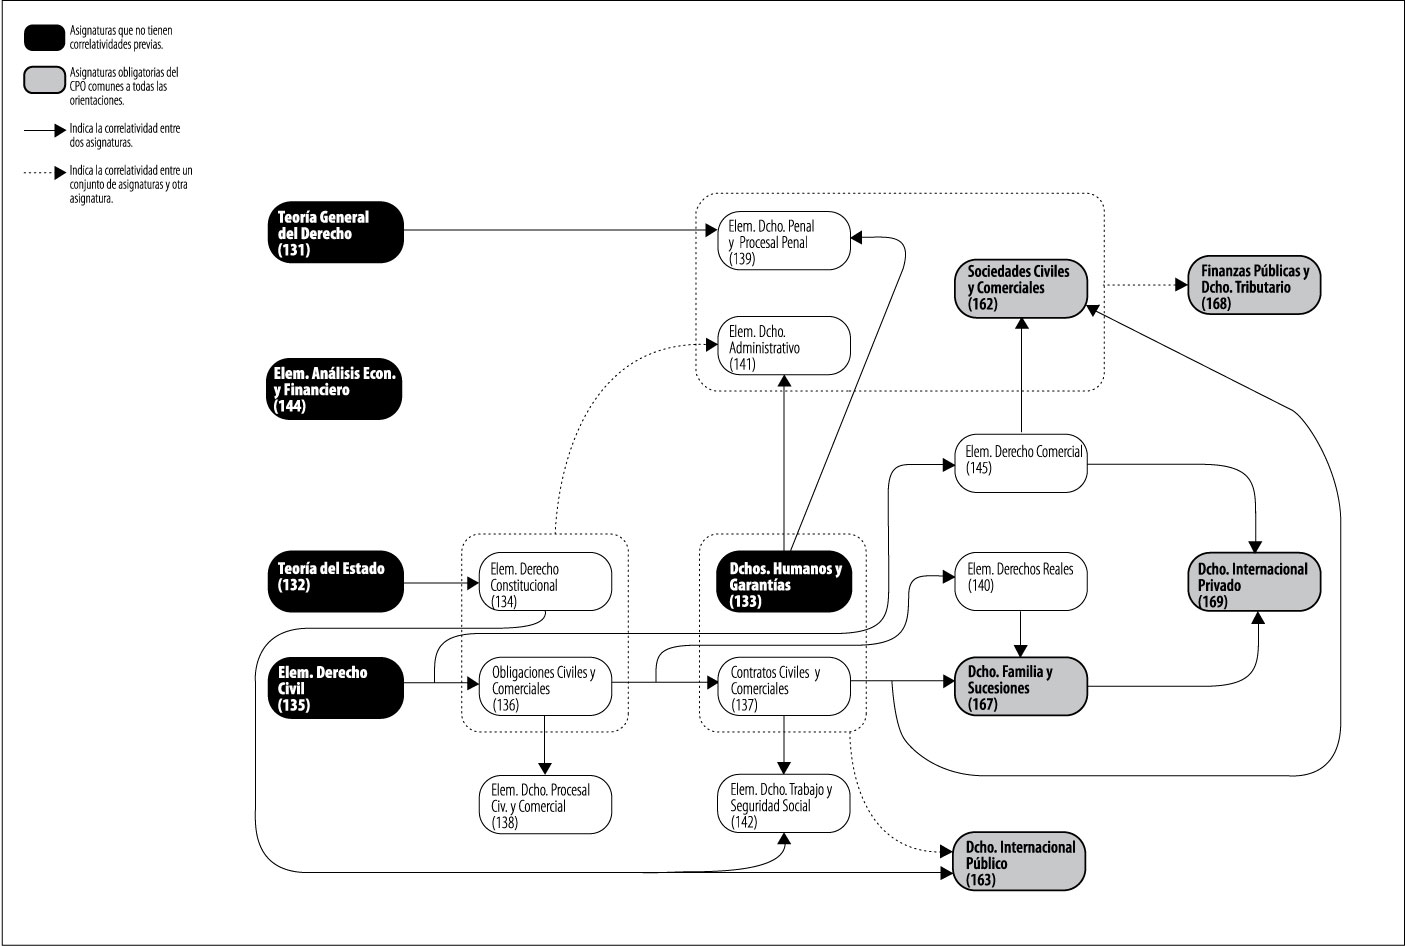 Asignaturas que no tienen
correlatividades previas.
Asignaturas obligatorias del
CPO comunes a todas las
orientaciones.
Indica la correlatividad entre
dos asignaturas.
Indica la correlatividad entre un
conjunto de asignaturas y otra
asignatura.
Teoría General
del Derecho
(131)
Elem. Dcho. Penal
y Procesal Penal
(139)
Sociedades Civiles
y Comerciales
(162)
Finanzas Públicas y
Dcho. Tributario
(168)
Elem. Dcho.
Administrativo
(141)
Elem. Análisis Econ.
y Financiero
(144)
Elem. Derecho Comercial
(145)
Teoría del Estado
(132)
Elem. Derecho
Constitucional
(134)
Dchos. Humanos y
Garantías
(133)
Elem. Derechos Reales
(140)
Dcho. Internacional
Privado
(169)
Elem. Derecho
Civil
(135)
Obligaciones Civiles y
Comerciales
(136)
Contratos Civiles y
Comerciales
(137)
Dcho. Familia y
Sucesiones
(167)
Elem. Dcho. Procesal
Civ. y Comercial
(138)
Elem. Dcho. Trabajo y
Seguridad Social
(142)
Dcho. Internacional
Público
(163)